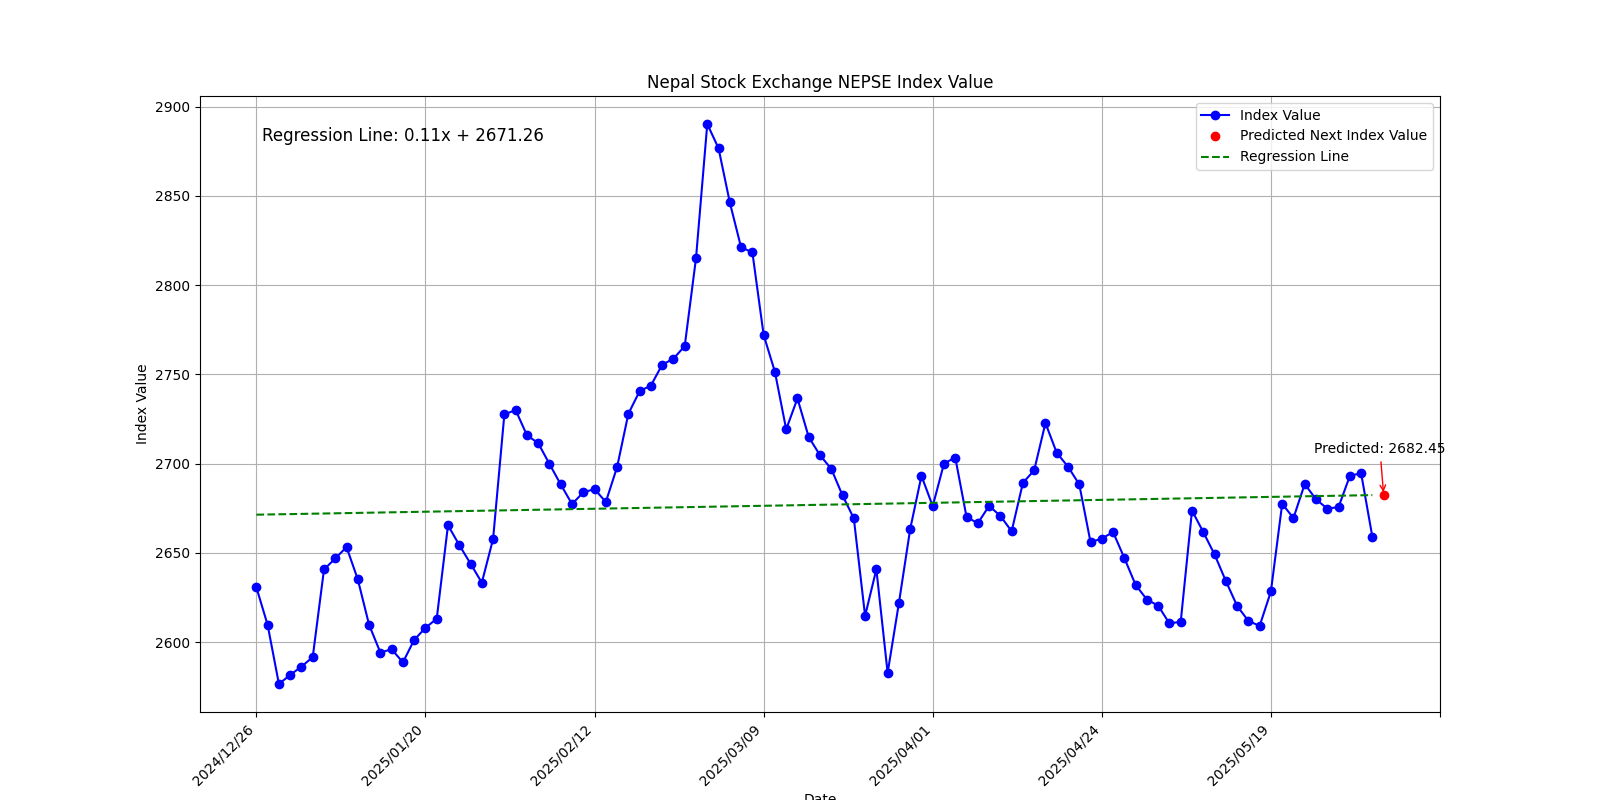 Nepal Stock Exchange NEPSE Index Value
2900
2850
2800
2750
2700
2650
2600
Index Value
Regression Line: 0.11x + 2671.26
Index Value
Predicted Next Index Value
Regression Line
Predicted: 2682.45
2024/12/26
2025/01/20
2025/02/12
2025/03/09
2025/04/01
2025/04/24
2025/05/19
Date